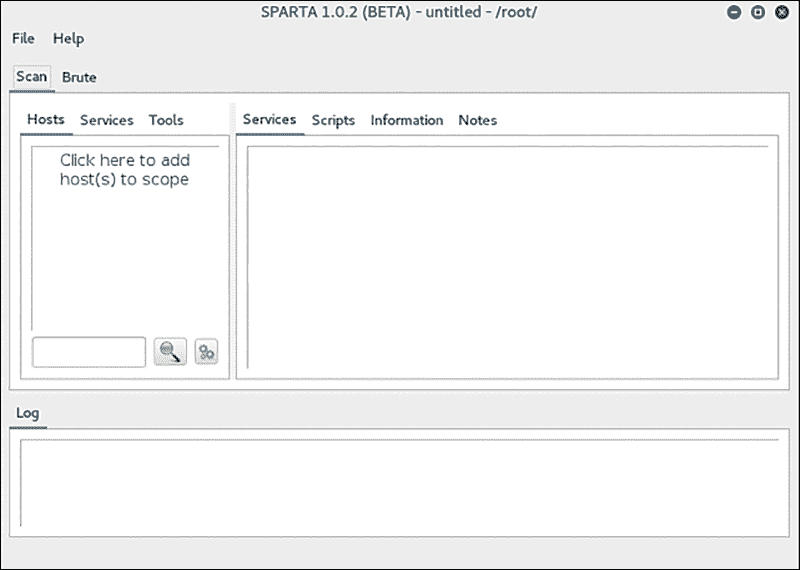 SPARTA 1.0.2 (BETA) - untitled - /root/
File Help
Scan Brute
Hosts Services Tools Services Scripts Information Notes
Click here to add
host(s) to scope
Log